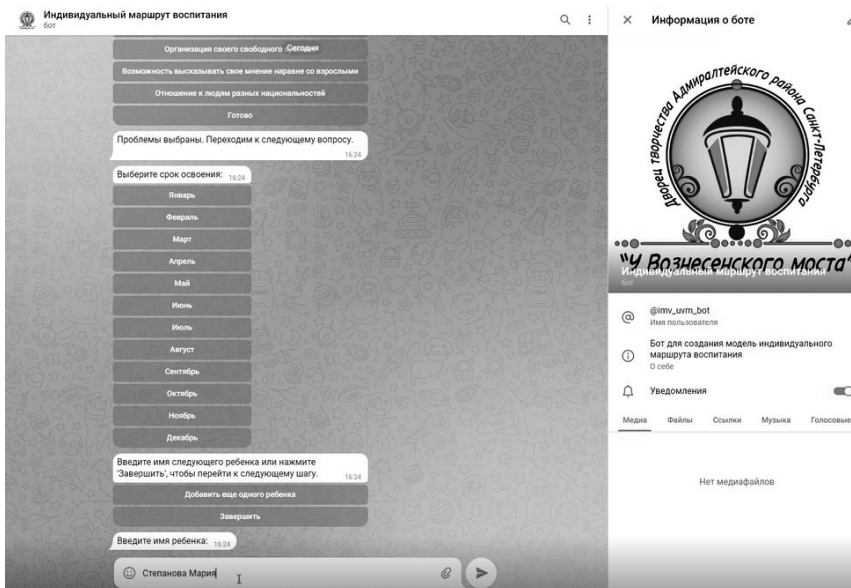 Индивидуальный маршрут воспитания
бот
Организация своего свободного
Сегодня
Возможность высказывать свое мнение наравне со взрослыми
Отношение к людям разных национальностей
Готово
Проблемы выбраны. Переходим к следующему вопросу.
16:24
Выберите срок освоения: 16:24
Январь
Февраль
Март
Апрель
Май
Июнь
Июль
Август
Сентябрь
Октябрь
Ноябрь
Декабрь
Введите имя следующего ребенка или нажмите
'Завершить', чтобы перейти к следующему шагу. 16:24
Добавить еще одного ребенка
Завершить
Введите имя ребенка: 16:24
Степанова Мария
Информация о боте
Дворец творчества Адмиралтейского района Санкт-Петербурга
"У Вознесенского моста"
Индивидуальный маршрут воспитания
бот
@imv_uvm_bot
Имя пользователя
Бот для создания модель индивидуального
маршрута воспитания
О себе
Уведомления
Медиа Файлы Ссылки Музыка Голосовые
Нет медиафайлов